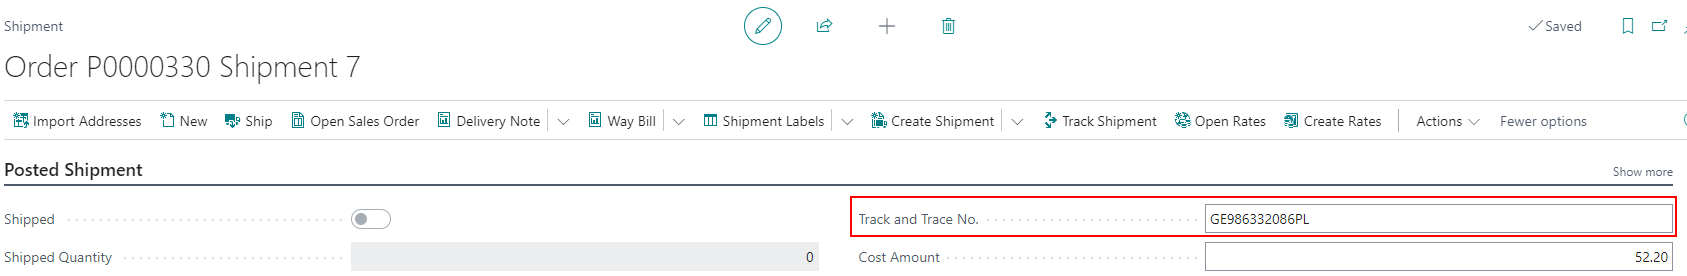 Shipment
Saved
Order P0000330 Shipment 7
Import Addresses New Ship Open Sales Order Delivery Note Way Bill Shipment Labels Create Shipment Track Shipment Open Rates Create Rates Actions Fewer options
Posted Shipment Show more
Shipped Track and Trace No. GE986332086PL
Shipped Quantity 0 Cost Amount 52.20